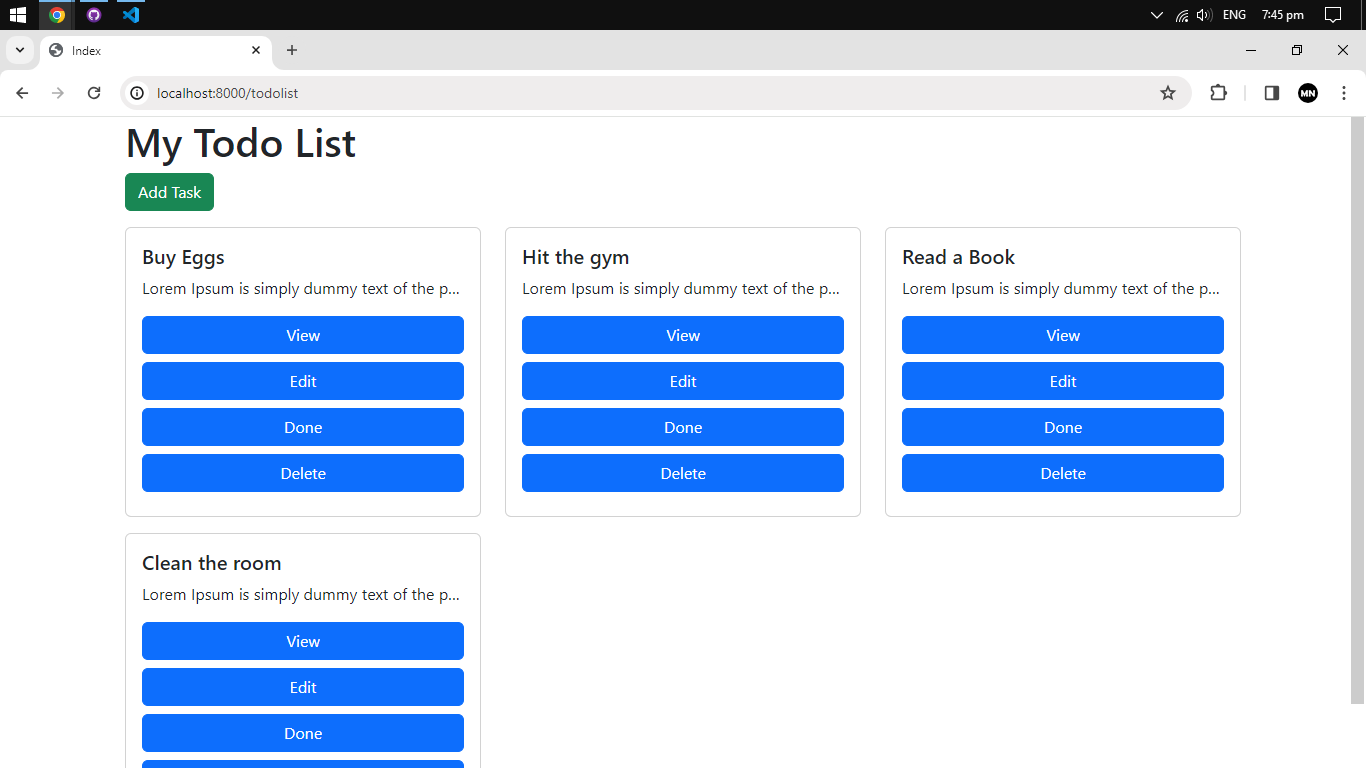 ENG 7:45 pm
Index
localhost:8000/todolist
MN
My Todo List
Add Task
Buy Eggs
Lorem Ipsum is simply dummy text of the p...
View
Edit
Done
Delete
Hit the gym
Lorem Ipsum is simply dummy text of the p...
View
Edit
Done
Delete
Read a Book
Lorem Ipsum is simply dummy text of the p...
View
Edit
Done
Delete
Clean the room
Lorem Ipsum is simply dummy text of the p...
View
Edit
Done